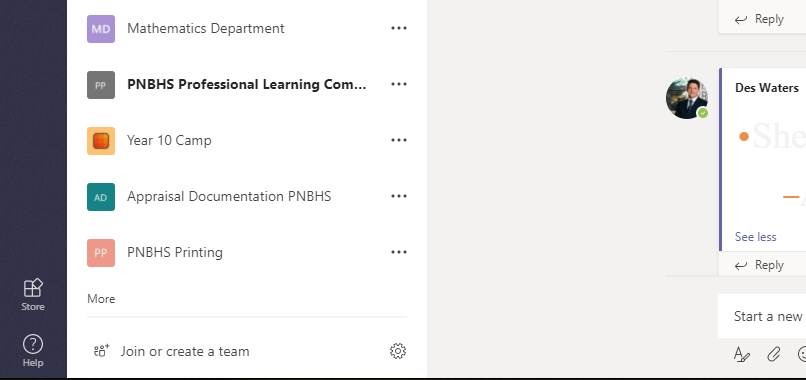 MD Mathematics Department
PP PNBHS Professional Learning Com...
Year 10 Camp
AD Appraisal Documentation PNBHS
PP PNBHS Printing
More
Join or create a team
Store
Help
Reply
Des Waters
She
See less
Reply
Start a new